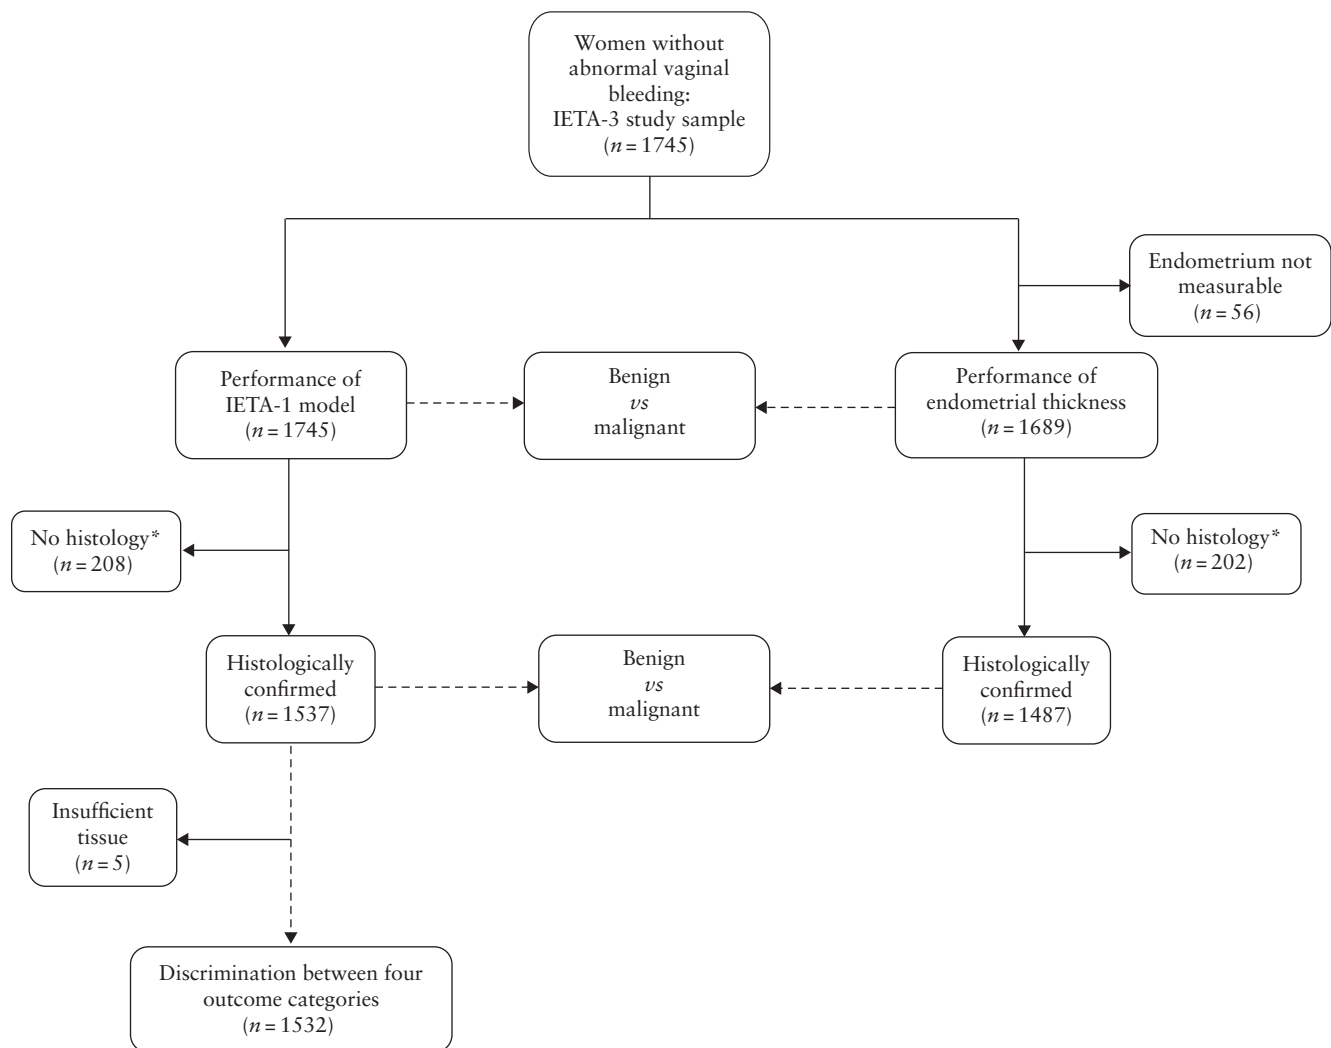 Women without
abnormal vaginal
bleeding:
IETA-3 study sample
(n = 1745)
Endometrium not
measurable
(n = 56)
Performance of
IETA-1 model
(n = 1745)
Benign
vs
malignant
Performance of
endometrial thickness
(n = 1689)
No histology*
(n = 208)
No histology*
(n = 202)
Histologically
confirmed
(n = 1537)
Benign
vs
malignant
Histologically
confirmed
(n = 1487)
Insufficient
tissue
(n = 5)
Discrimination between four
outcome categories
(n = 1532)